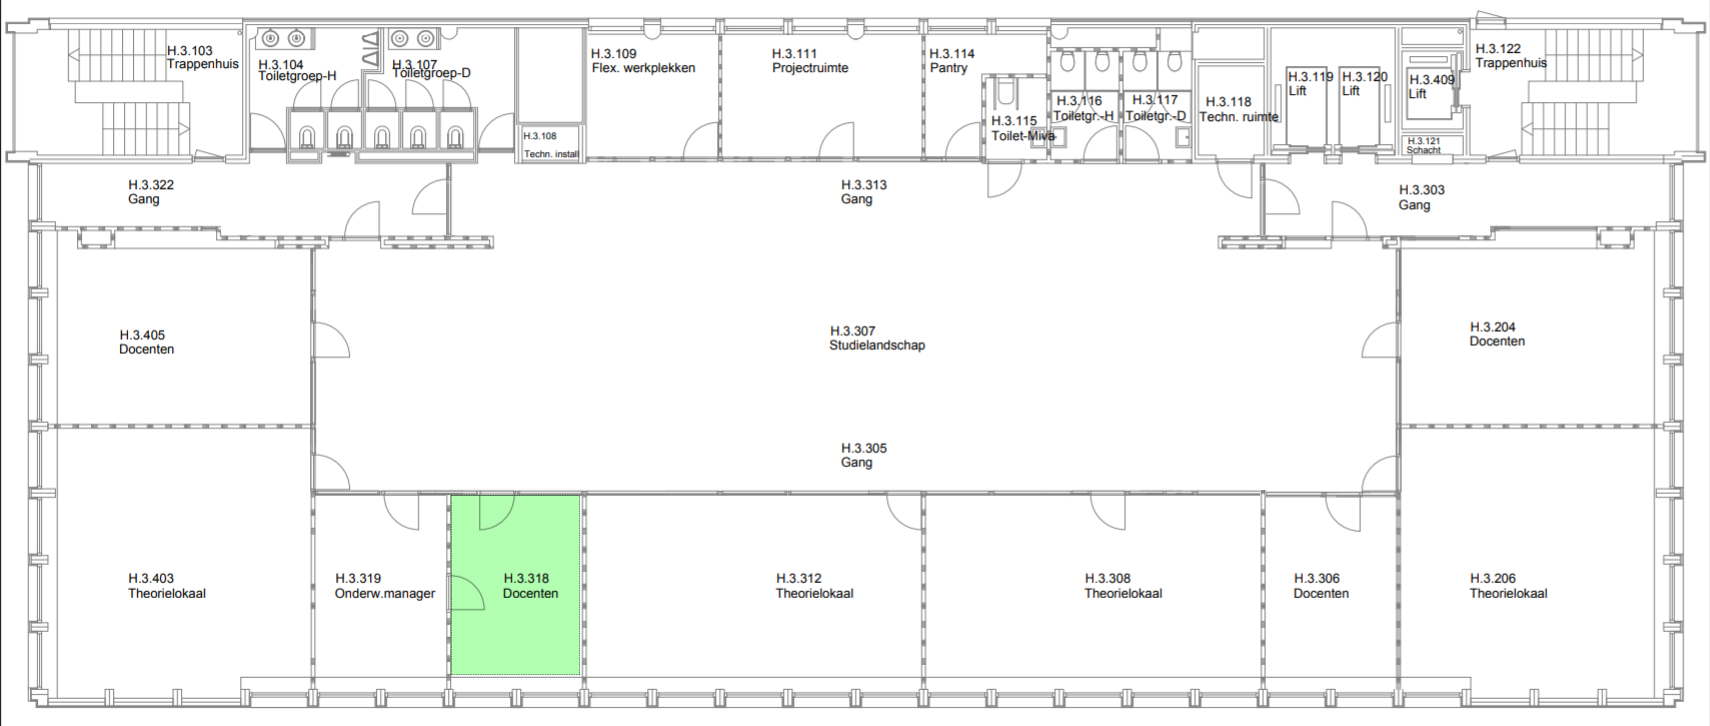 H.3.103
Trappenhuis
H.3.104
Toiletgroep-H
H.3.107
Toiletgroep-D
H.3.108
Techn. install
H.3.109
Flex. werkplekken
H.3.111
Projectruimte
H.3.114
Pantry
H.3.115
Toilet-Miva
H.3.116
Toiletgr.-H
H.3.117
Toiletgr.-D
H.3.118
Techn. ruimte
H.3.119
Lift
H.3.120
Lift
H.3.409
Lift
H.3.121
Schacht
H.3.122
Trappenhuis
H.3.322
Gang
H.3.313
Gang
H.3.303
Gang
H.3.405
Docenten
H.3.307
Studielandschap
H.3.204
Docenten
H.3.305
Gang
H.3.403
Theorielokaal
H.3.319
Onderw.manager
H.3.318
Docenten
H.3.312
Theorielokaal
H.3.308
Theorielokaal
H.3.306
Docenten
H.3.206
Theorielokaal